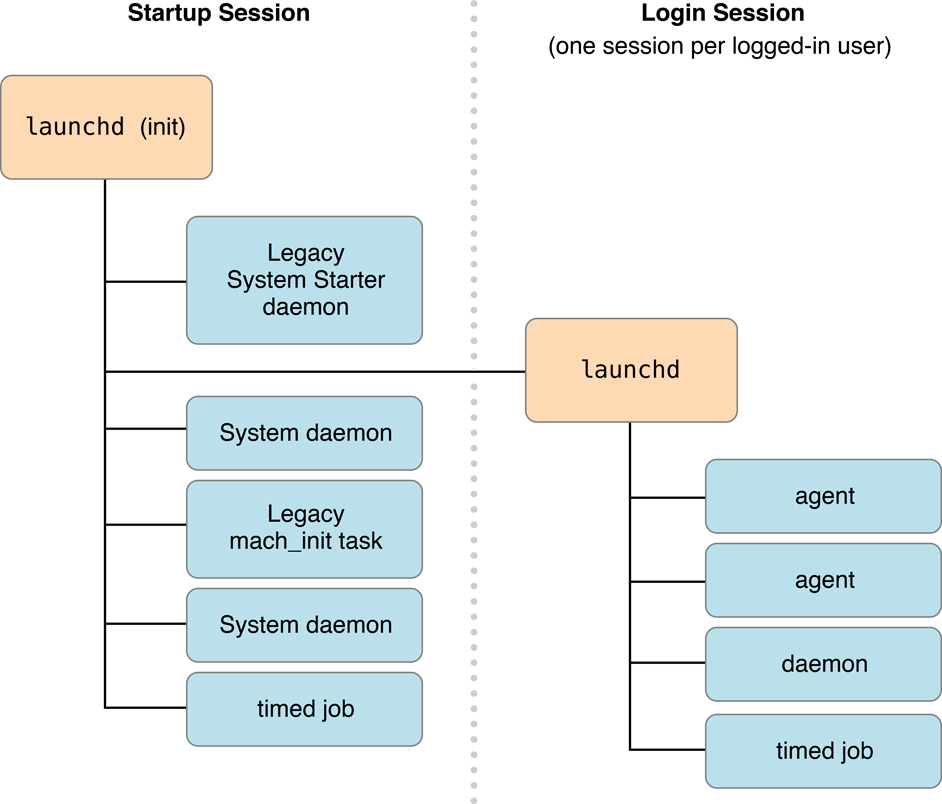 Startup Session
Login Session
(one session per logged-in user)
launchd (init)
Legacy
System Starter
daemon
launchd
System daemon
Legacy
mach_init task
System daemon
timed job
agent
agent
daemon
timed job